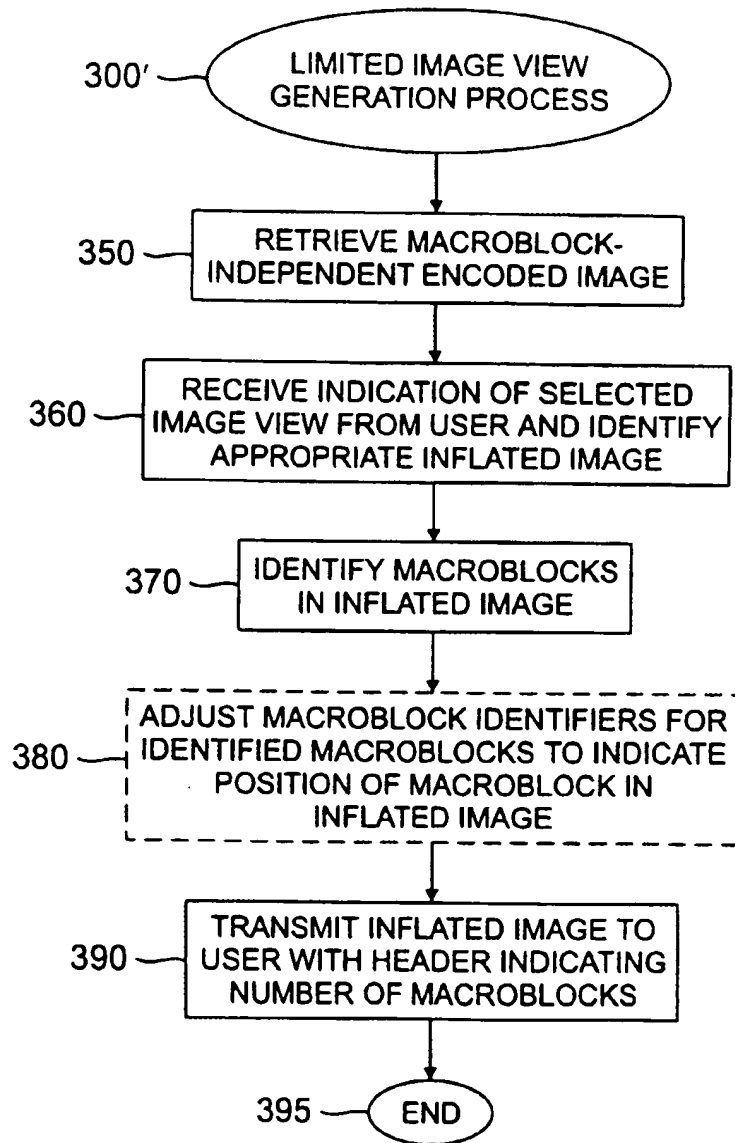 300'
LIMITED IMAGE VIEW
GENERATION PROCESS
350
RETRIEVE MACROBLOCK-
INDEPENDENT ENCODED IMAGE
360
RECEIVE INDICATION OF SELECTED
IMAGE VIEW FROM USER AND IDENTIFY
APPROPRIATE INFLATED IMAGE
370
IDENTIFY MACROBLOCKS
IN INFLATED IMAGE
380
ADJUST MACROBLOCK IDENTIFIERS FOR
IDENTIFIED MACROBLOCKS TO INDICATE
POSITION OF MACROBLOCK IN
INFLATED IMAGE
390
TRANSMIT INFLATED IMAGE TO
USER WITH HEADER INDICATING
NUMBER OF MACROBLOCKS
395
END